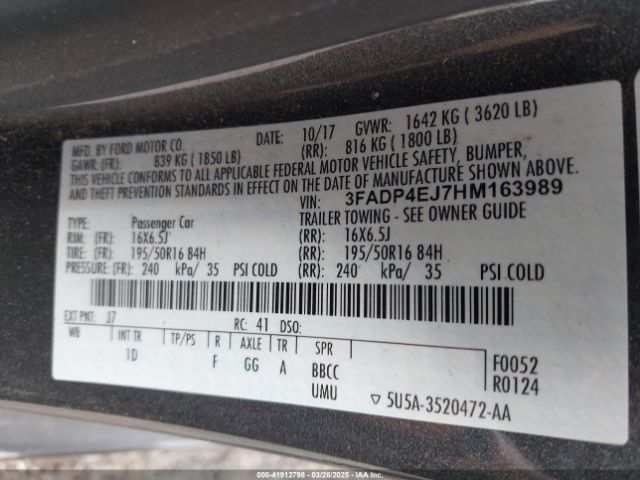 MFD. BY FORD MOTOR CO. DATE: 10/17 GVWR: 1642 KG ( 3620 LB)
GAWR: (FR): 839 KG ( 1850 LB) (RR): 816 KG ( 1800 LB)
THIS VEHICLE CONFORMS TO ALL APPLICABLE FEDERAL MOTOR VEHICLE SAFETY, BUMPER,
AND THEFT PREVENTION STANDARDS IN EFFECT ON THE DATE OF MANUFACTURE SHOWN ABOVE.
VIN: 3FADP4EJ7HM163989
TYPE: Passenger Car TRAILER TOWING - SEE OWNER GUIDE
RIM: (FR): 16X6.5J (RR): 16X6.5J
TIRE: (FR): 195/50R16 84H (RR): 195/50R16 84H
PRESSURE: (FR): 240 kPa/ 35 PSI COLD (RR): 240 kPa/ 35 PSI COLD
EXT PNT: J7 RC: 41 DSO:
WB INT TR TP/PS R AXLE TR SPR
1D F GG A BBCC
UMU
F0052
R0124
▽ 5U5A-3520472-AA
000-41912798 03/28/2025 IAAI.COM